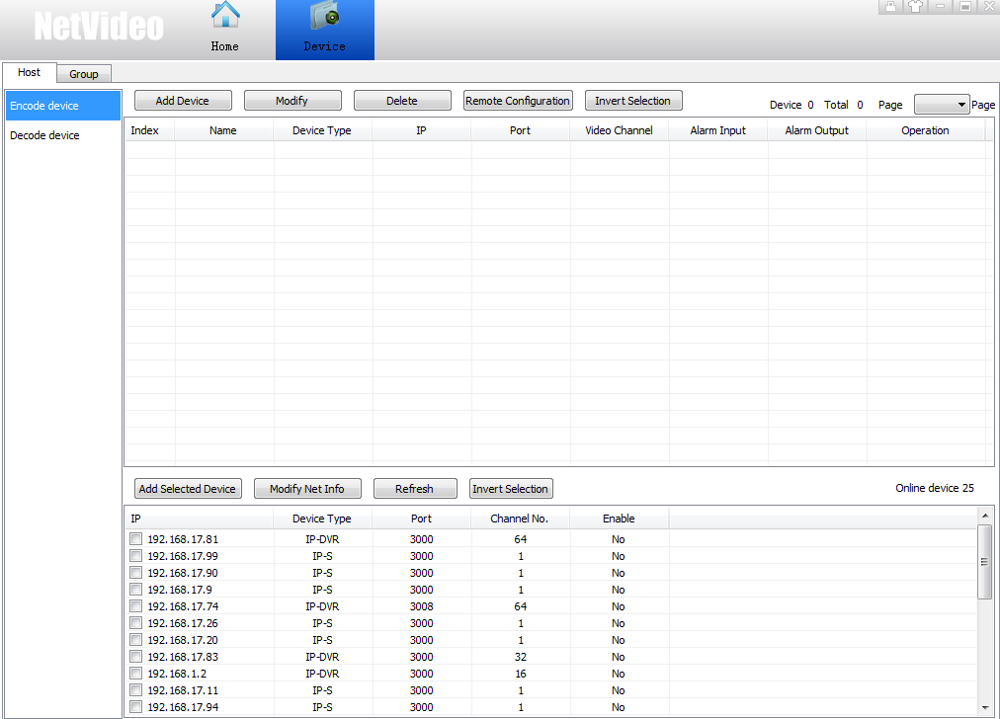 NetVideo
Home
Device
Host
Group
Encode device
Decode device
Add Device Modify Delete Remote Configuration Invert Selection Device 0 Total 0 Page Page
Index Name Device Type IP Port Video Channel Alarm Input Alarm Output Operation
Add Selected Device Modify Net Info Refresh Invert Selection Online device 25
IP Device Type Port Channel No. Enable
192.168.17.81 IP-DVR 3000 64 No
192.168.17.99 IP-S 3000 1 No
192.168.17.90 IP-S 3000 1 No
192.168.17.9 IP-S 3000 1 No
192.168.17.74 IP-DVR 3008 64 No
192.168.17.26 IP-S 3000 1 No
192.168.17.20 IP-S 3000 1 No
192.168.17.83 IP-DVR 3000 32 No
192.168.1.2 IP-DVR 3000 16 No
192.168.17.11 IP-S 3000 1 No
192.168.17.94 IP-S 3000 1 No